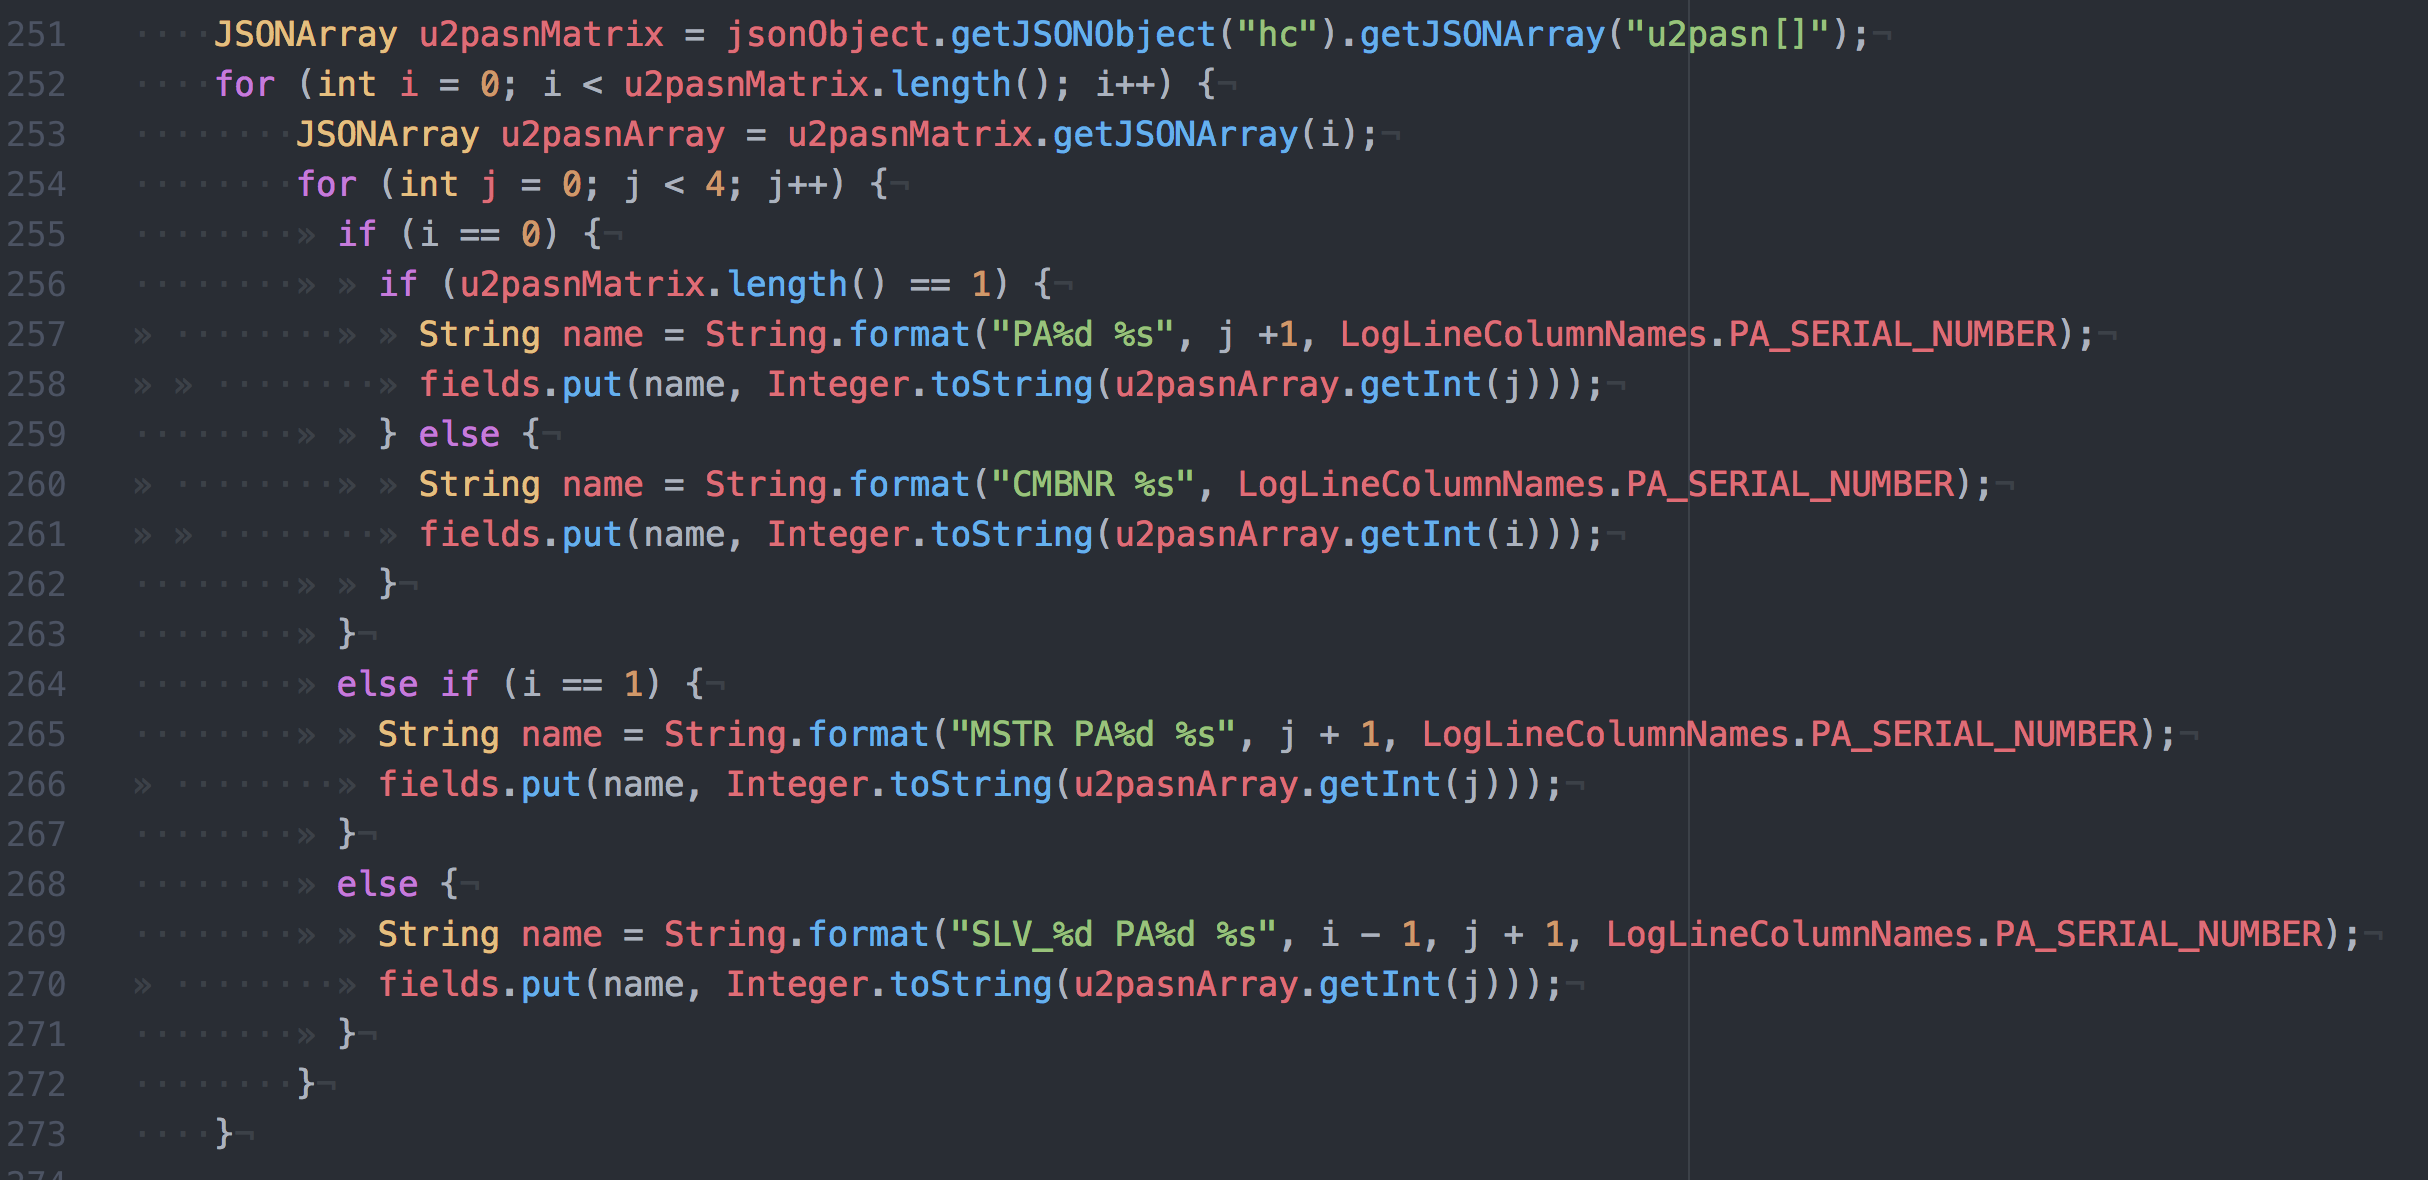 251 JSONArray u2pasnMatrix = jsonObject.getJSONObject("hc").getJSONArray("u2pasn[]");¬
252 for (int i = 0; i < u2pasnMatrix.length(); i++) {¬
253 JSONArray u2pasnArray = u2pasnMatrix.getJSONArray(i);¬
254 for (int j = 0; j < 4; j++) {¬
255 » if (i == 0) {¬
256 » » if (u2pasnMatrix.length() == 1) {¬
257 » » » String name = String.format("PA%d %s", j +1, LogLineColumnNames.PA_SERIAL_NUMBER);¬
258 » » » fields.put(name, Integer.toString(u2pasnArray.getInt(j)));¬
259 » » } else {¬
260 » » » String name = String.format("CMBNR %s", LogLineColumnNames.PA_SERIAL_NUMBER);¬
261 » » » fields.put(name, Integer.toString(u2pasnArray.getInt(i)));¬
262 » » }¬
263 » }¬
264 » else if (i == 1) {¬
265 » » String name = String.format("MSTR PA%d %s", j + 1, LogLineColumnNames.PA_SERIAL_NUMBER);¬
266 » » fields.put(name, Integer.toString(u2pasnArray.getInt(j)));¬
267 » }¬
268 » else {¬
269 » » String name = String.format("SLV_%d PA%d %s", i - 1, j + 1, LogLineColumnNames.PA_SERIAL_NUMBER);¬
270 » » fields.put(name, Integer.toString(u2pasnArray.getInt(j)));¬
271 » }¬
272 }¬
273 }¬
274